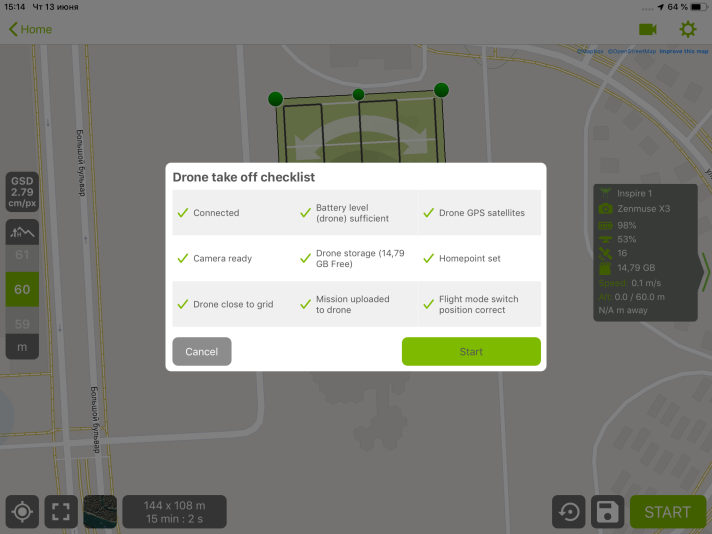 15:14 Чт 13 июня
64 %
Home
©Mapbox ©OpenStreetMap Improve this map
Большой бульвар
GSD
2.79
cm/px
61
60
59
m
Drone take off checklist
Connected
Battery level
(drone) sufficient
Drone GPS satellites
Camera ready
Drone storage (14,79
GB Free)
Homepoint set
Drone close to grid
Mission uploaded
to drone
Flight mode switch
position correct
Cancel
Start
Inspire 1
Zenmuse X3
98%
53%
16
14,79 GB
Speed: 0.1 m/s
Alt: 0.0 / 60.0 m
N/A m away
Большой бульвар
144 x 108 m
15 min : 2 s
START